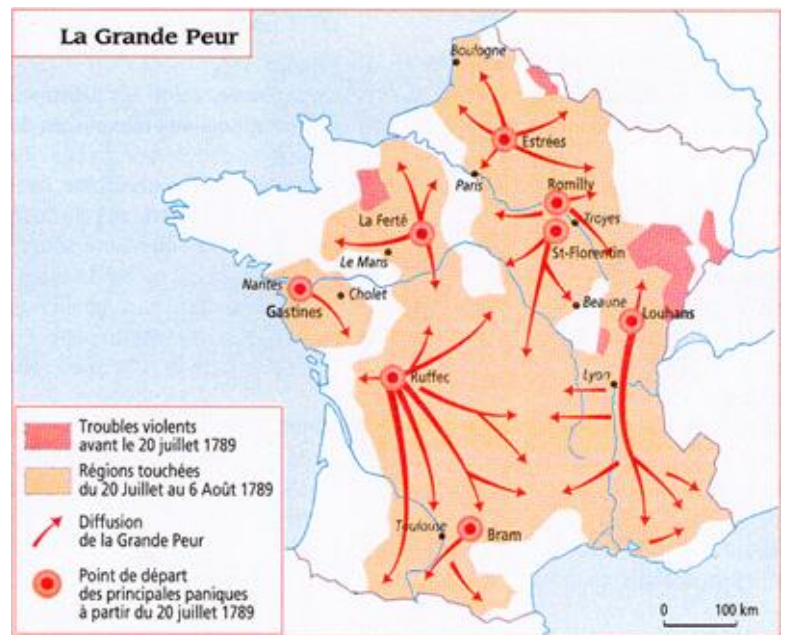 La Grande Peur
Boulogne
Estrées
Paris
Romilly
Troyes
La Ferté
St-Florentin
Le Mans
Nantes
Cholet
Gastines
Beaune
Louhans
Ruffec
Lyon
Toulouse
Bram
Troubles violents
avant le 20 juillet 1789
Régions touchées
du 20 Juillet au 6 Août 1789
Diffusion
de la Grande Peur
Point de départ
des principales paniques
à partir du 20 juillet 1789
0 100 km